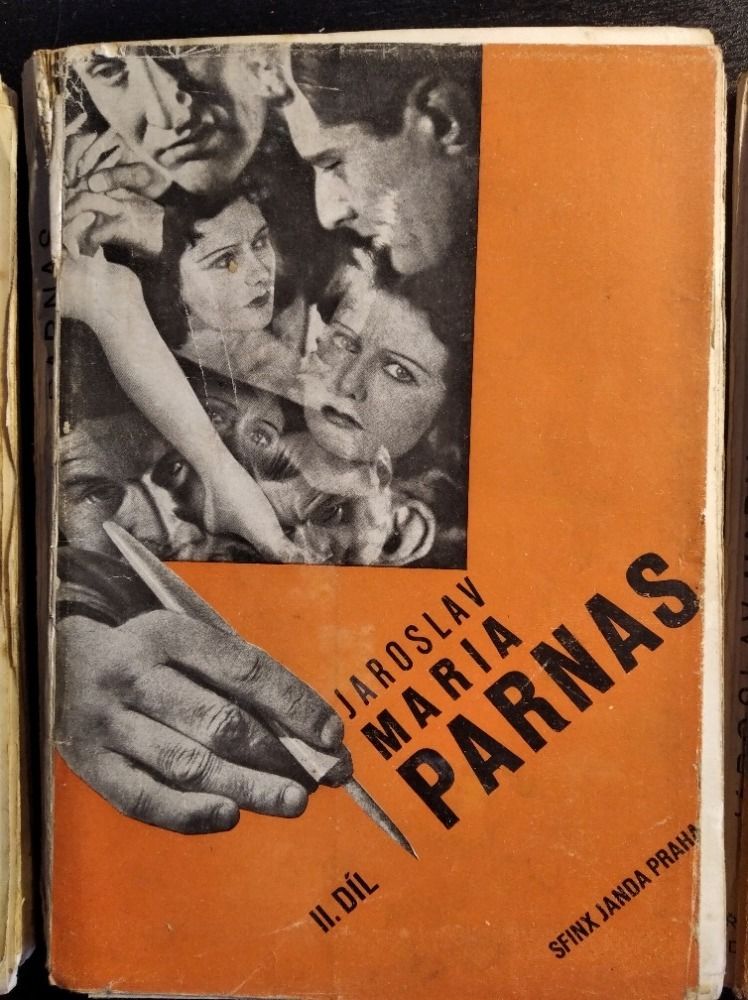 JAROSLAV
MARIA
PARNAS
II. DÍL
SFINX JANDA PRAHA
PARNAS